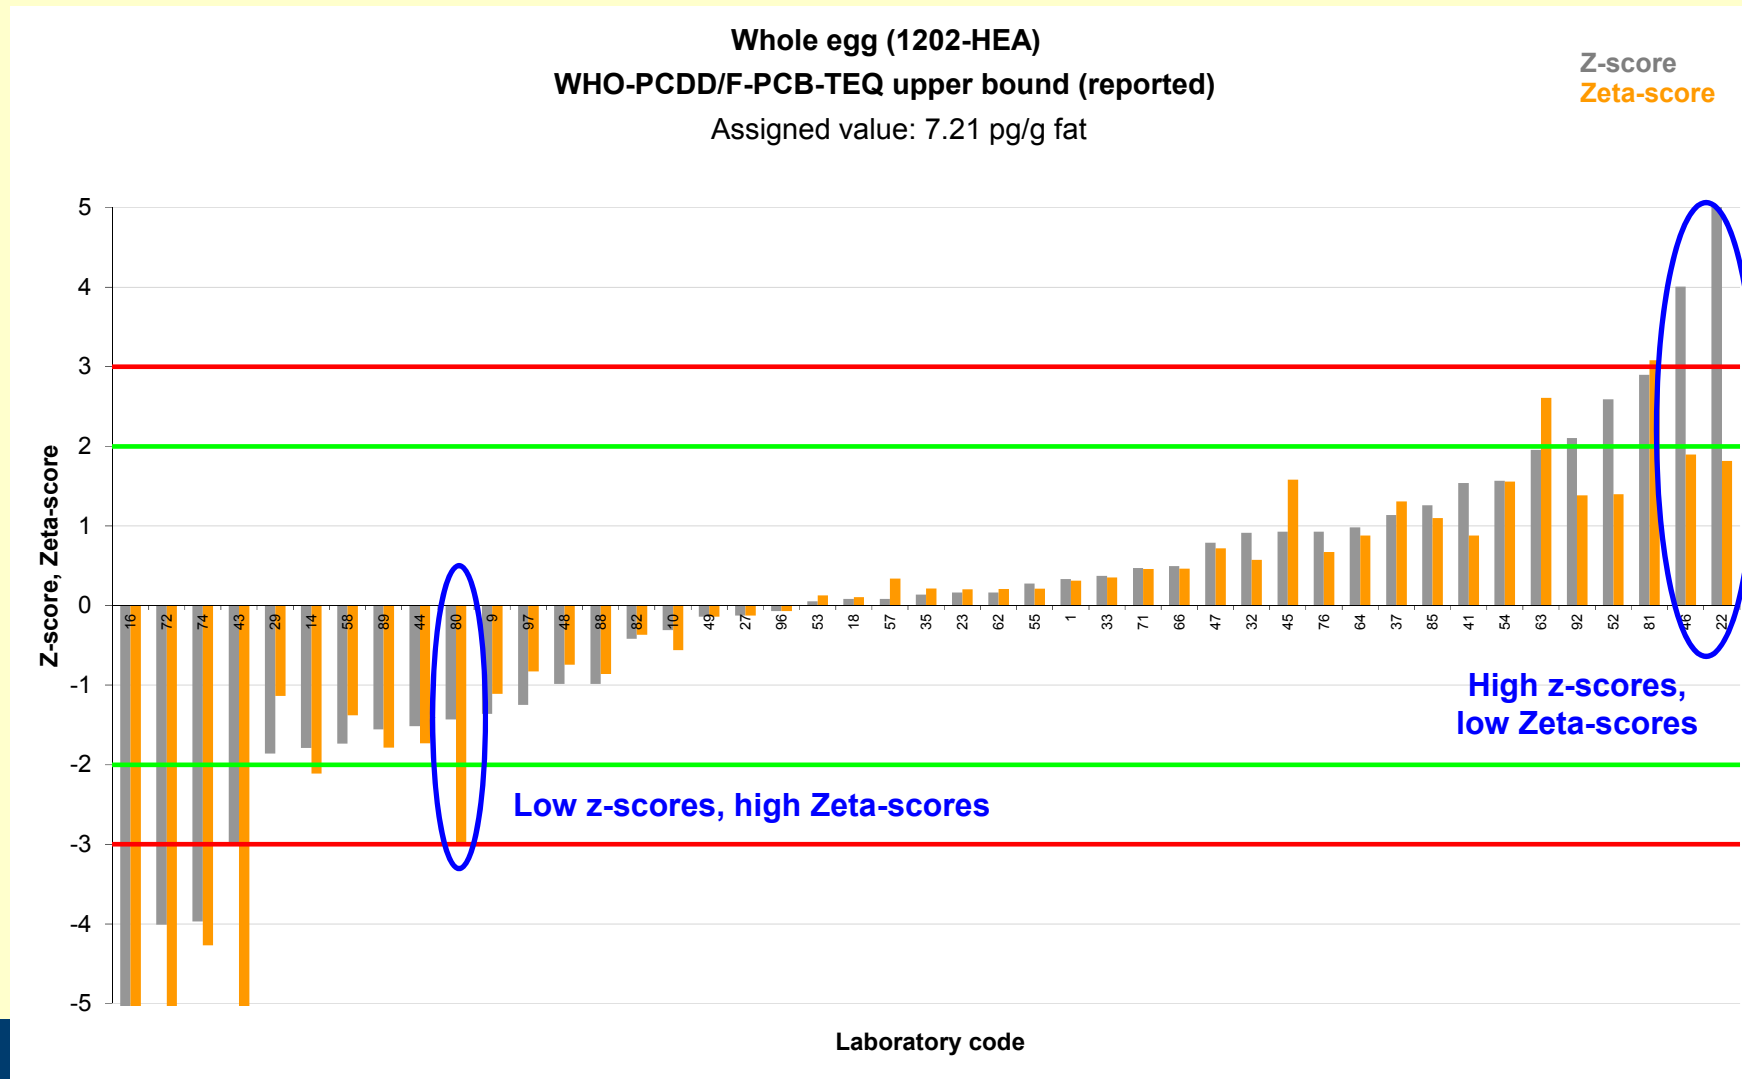 Whole egg (1202-HEA)
WHO-PCDD/F-PCB-TEQ upper bound (reported)
Assigned value: 7.21 pg/g fat
Z-score
Zeta-score
Z-score, Zeta-score
5
4
3
2
1
0
-1
-2
-3
-4
-5
16 72 74 43 29 14 58 89 44 80 9 97 48 88 82 10 49 27 96 53 18 57 35 23 62 55 1 33 71 66 47 32 45 76 64 37 85 41 54 63 92 52 81 46 22
High z-scores,
low Zeta-scores
Low z-scores, high Zeta-scores
Laboratory code